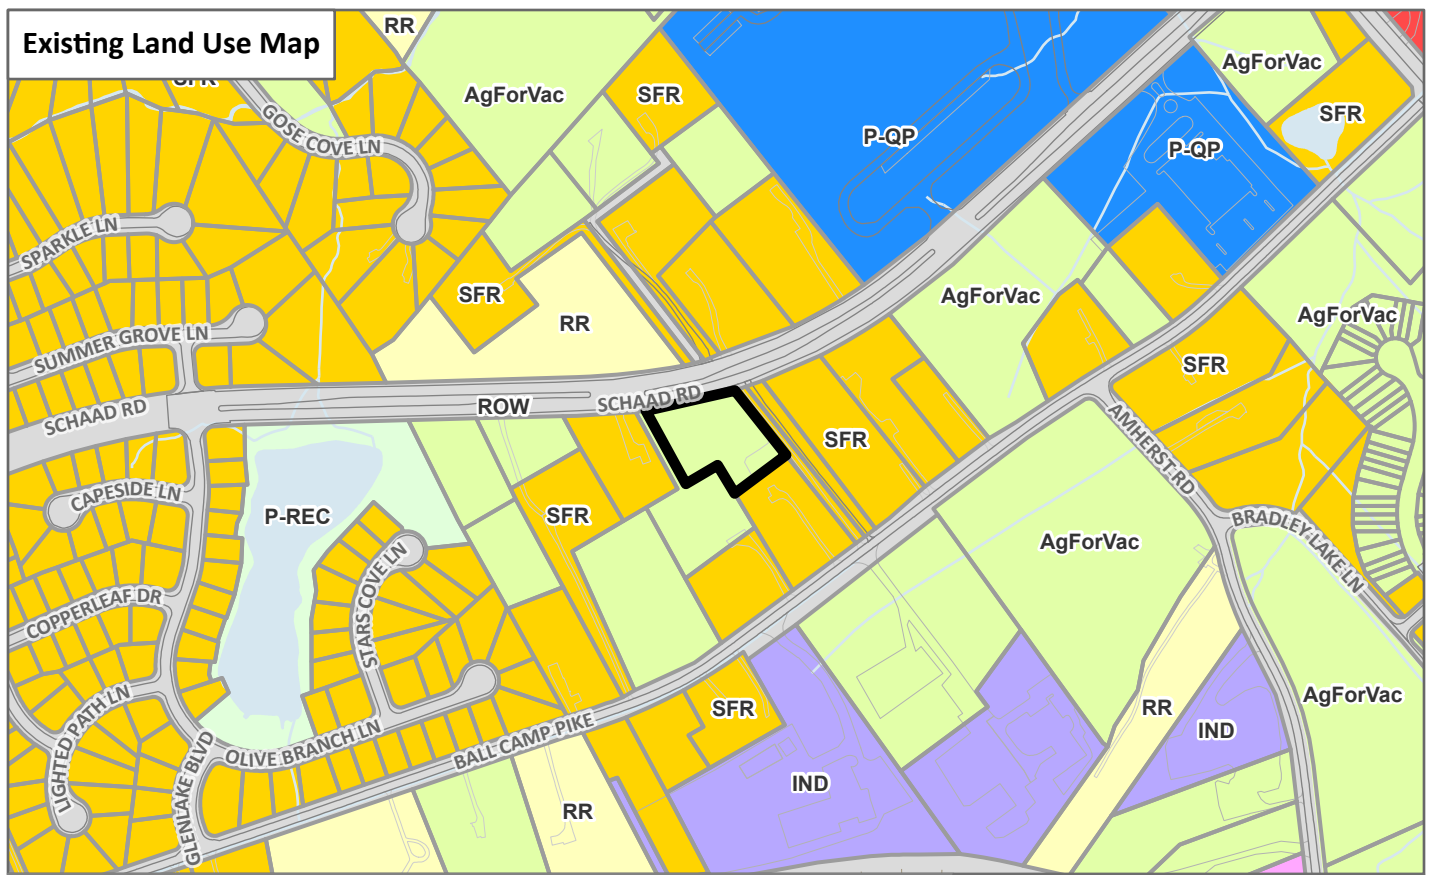 Existing Land Use Map
RR
SFR
AgForVac
SFR
AgForVac
SFR
P-QP
P-QP
GOSE COVE LN
SPARKLE LN
SFR
RR
AgForVac
AgForVac
SUMMER GROVE LN
SFR
SCHAAD RD
ROW
SCHAAD RD
SFR
AMHERST RD
CAPESIDE LN
P-REC
SFR
BRADLEY LAKE LN
AgForVac
STARS COVE LN
COPPERLEAF DR
LIGHTED PATH LN
SFR
RR
AgForVac
IND
GLENLAKE BLVD
OLIVE BRANCH LN
BALL CAMP PIKE
IND
RR